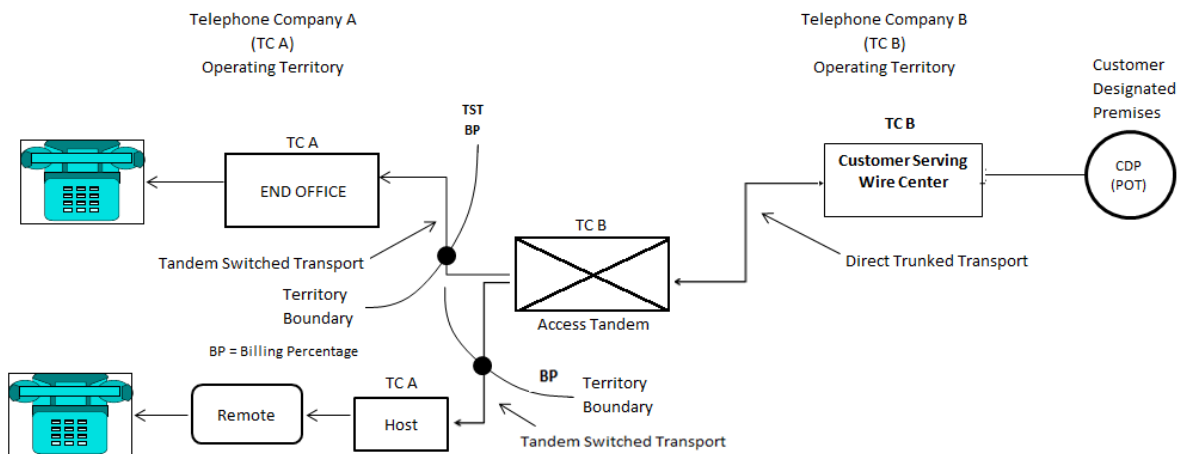 Telephone Company A
(TC A)
Operating Territory
Telephone Company B
(TC B)
Operating Territory
Customer
Designated
Premises
TST
BP
TC A
END OFFICE
TC B
Customer Serving
Wire Center
CDP
(POT)
TC B
Tandem Switched Transport
Direct Trunked Transport
Territory
Boundary
Access Tandem
BP = Billing Percentage
TC A
BP
Territory
Boundary
Remote
Host
Tandem Switched Transport